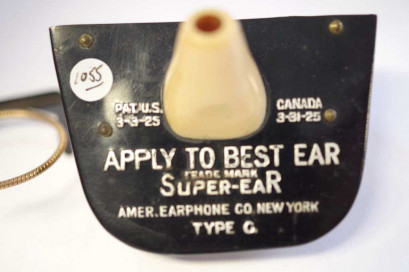 1055
PAT. U.S. CANADA
3-3-25 3-31-25
APPLY TO BEST EAR
TRADE MARK
SUPER-EAR
AMER. EARPHONE CO. NEW YORK
TYPE G.